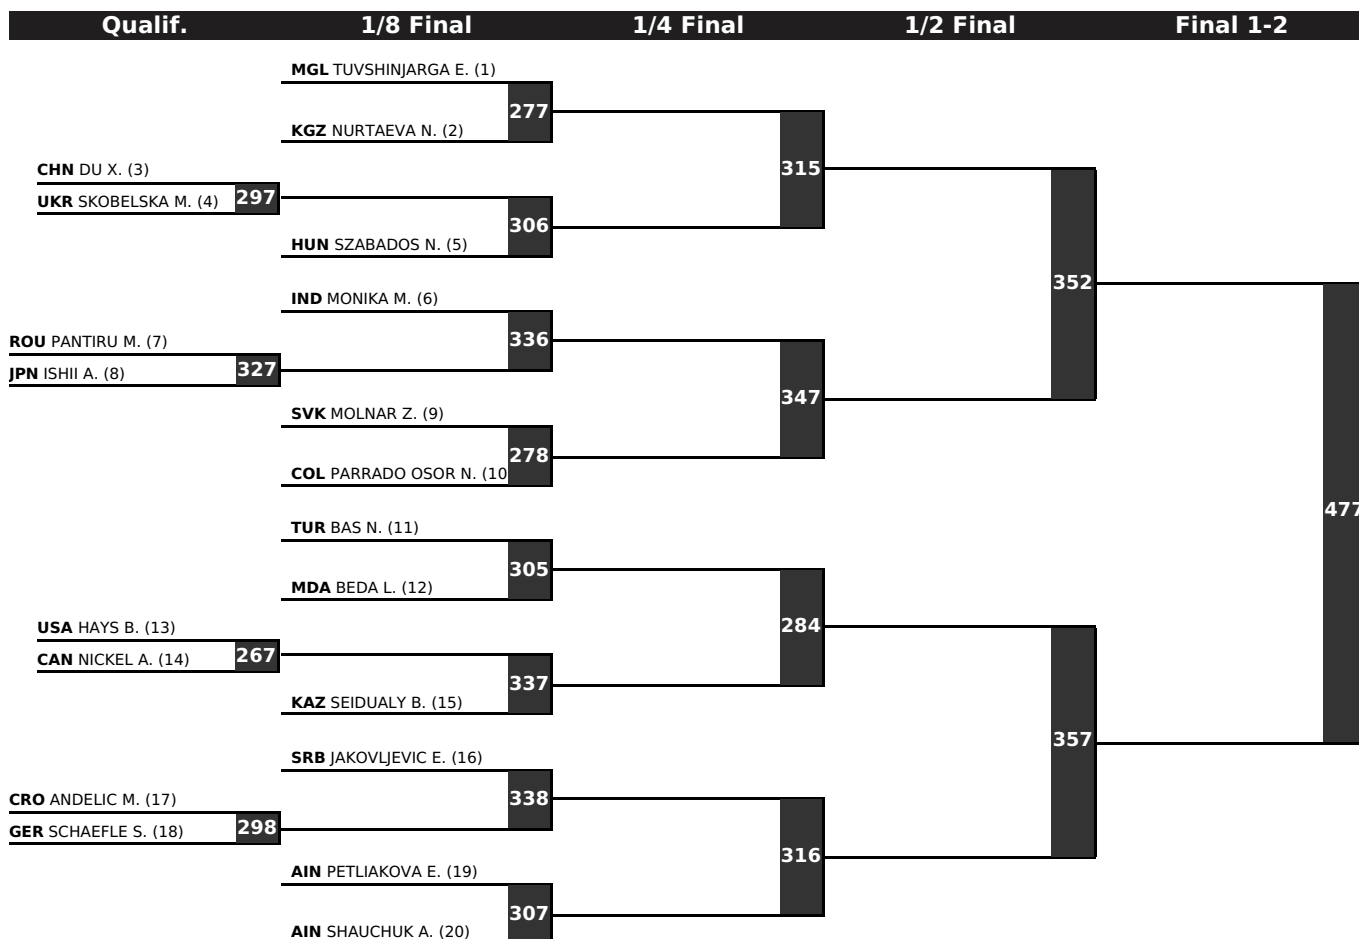 Qualif. 1/8 Final 1/4 Final 1/2 Final Final 1-2
MGL TUVSHINJARGA E. (1)
277
KGZ NURTAEVA N. (2)
CHN DU X. (3)
315
UKR SKOBELSKA M. (4) 297
306
HUN SZABADOS N. (5)
352
IND MONIKA M. (6)
336
ROU PANTIRU M. (7)
JPN ISHII A. (8) 327
347
SVK MOLNAR Z. (9)
278
COL PARRADO OSOR N. (10
477
TUR BAS N. (11)
305
MDA BEDA L. (12)
284
USA HAYS B. (13)
CAN NICKEL A. (14) 267
337
KAZ SEIDUALY B. (15)
357
SRB JAKOVLJEVIC E. (16)
338
CRO ANDELIC M. (17)
GER SCHAEFLE S. (18) 298
316
AIN PETLIAKOVA E. (19)
307
AIN SHAUCHUK A. (20)